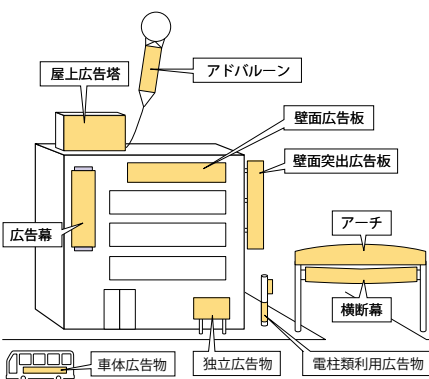 アドバルーン
屋上広告塔
壁面広告板
壁面突出広告板
アーチ
広告幕
横断幕
車体広告物
独立広告物
電柱類利用広告物